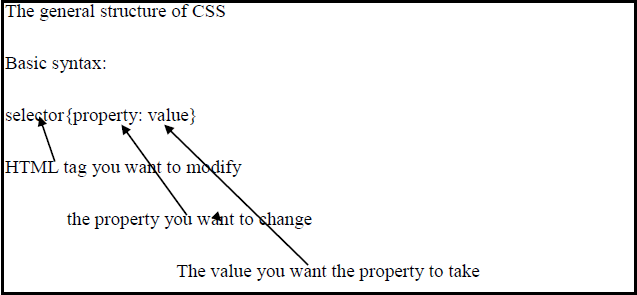 The general structure of CSS
Basic syntax:
selector{property: value}
HTML tag you want to modify
the property you want to change
The value you want the property to take